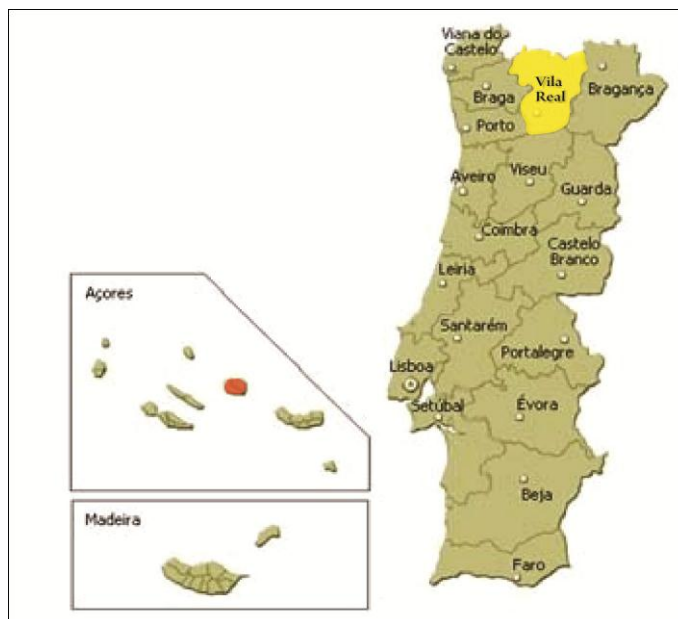 Viana do
Castelo
Vila
Real
Bragança
Braga
Porto
Aveiro
Viseu
Guarda
Coimbra
Castelo
Branco
Leiria
Açores
Santarém
Portalegre
Lisboa
Setúbal
Évora
Beja
Madeira
Faro